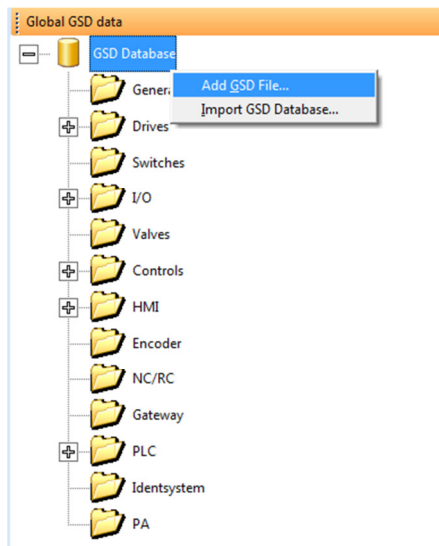 Global GSD data
GSD Database
Add GSD File...
Import GSD Database...
Drives
Switches
I/O
Valves
Controls
HMI
Encoder
NC/RC
Gateway
PLC
Identsystem
PA